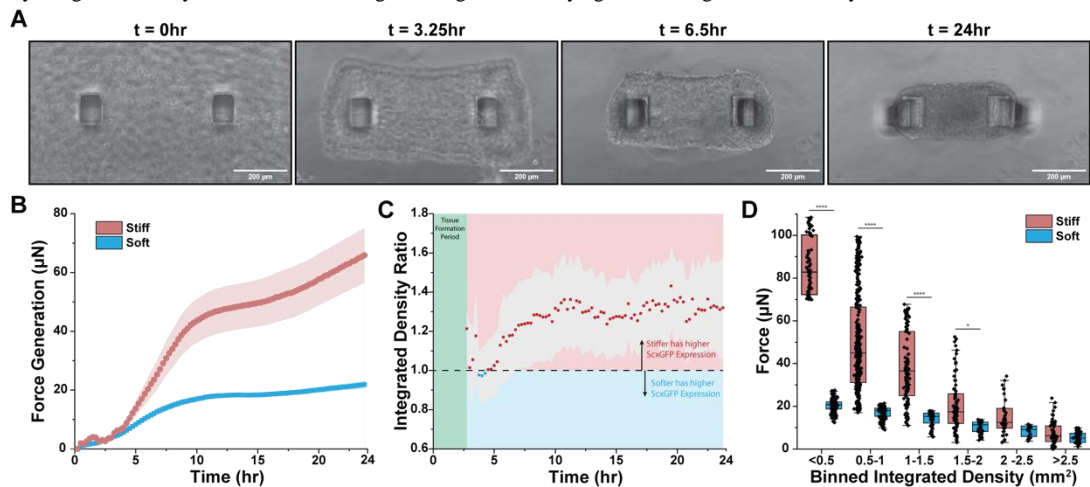 A
t = 0hr
t = 3.25hr
t = 6.5hr
t = 24hr
200 µm
200 µm
200 µm
200 µm
B
Stiff
Soft
Force Generation (µN)
80
60
40
20
0
0
5
10
15
20
24
Time (hr)
C
Tissue
Formation
Period
Integrated Density Ratio
1.8
1.6
1.4
1.2
1.0
0.8
0.6
Stiffer has higher
ScxGFP Expression
Softer has higher
ScxGFP Expression
0
5
10
15
20
24
Time (hr)
D
Stiff
Soft
Force (µN)
100
80
60
40
20
0
****
****
****
*
<0.5
0.5-1
1-1.5
1.5-2
2 -2.5
>2.5
Binned Integrated Density (mm²)